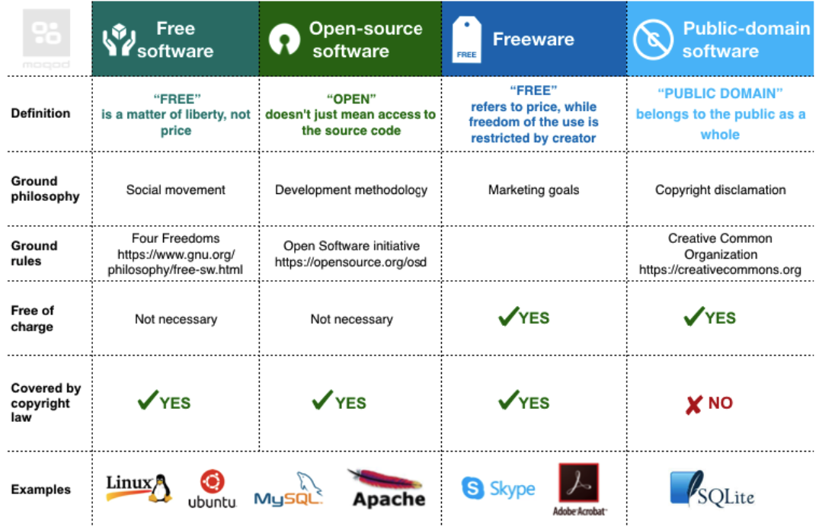 maqad
Free
software
Open-source
software
FREE
Freeware
Public-domain
software
Definition
“FREE”
is a matter of liberty, not
price
“OPEN”
doesn't just mean access to
the source code
“FREE”
refers to price, while
freedom of the use is
restricted by creator
“PUBLIC DOMAIN”
belongs to the public as a
whole
Ground
philosophy
Social movement
Development methodology
Marketing goals
Copyright disclamation
Ground
rules
Four Freedoms
https://www.gnu.org/
philosophy/free-sw.html
Open Software initiative
https://opensource.org/osd
Creative Common
Organization
https://creativecommons.org
Free of
charge
Not necessary
Not necessary
YES
YES
Covered by
copyright
law
YES
YES
YES
NO
Examples
Linux
ubuntu
MySQL
Apache
Skype
Adobe Acrobat
SQLite